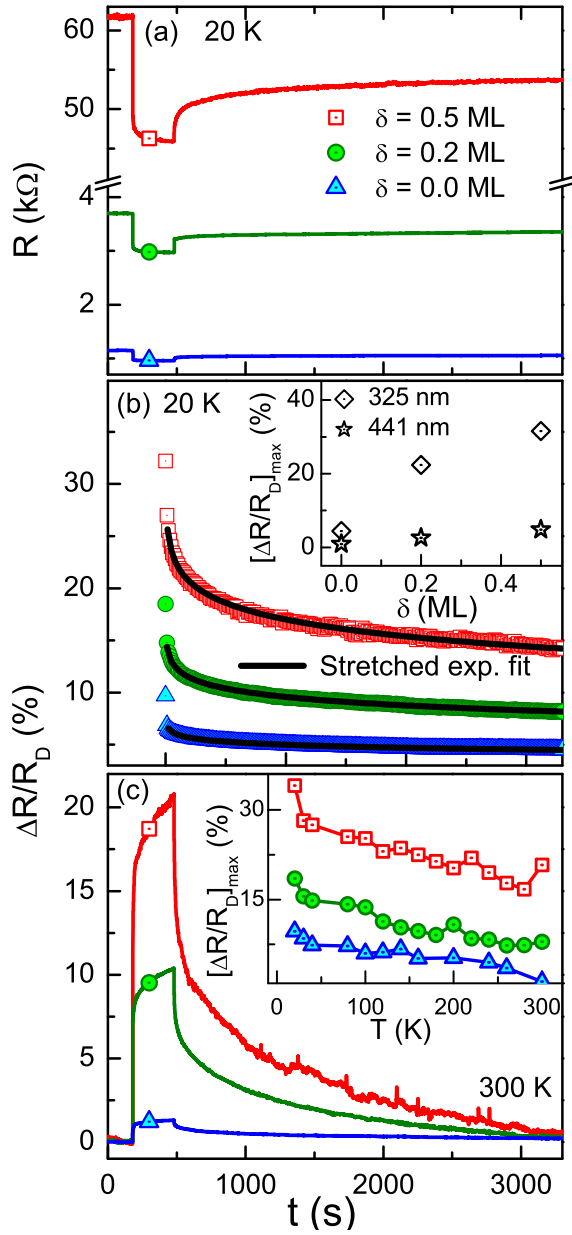 60
(a) 20 K
50
δ = 0.5 ML
δ = 0.2 ML
δ = 0.0 ML
4
2
R (kΩ)
(b) 20 K
30
20
10
40
20
0
[ΔR/R_D]_max (%)
325 nm
441 nm
0.0 0.2 0.4
δ (ML)
Stretched exp. fit
ΔR/R_D (%)
(c)
20
15
10
5
0
30
15
[ΔR/R_D]_max (%)
0 100 200 300
T (K)
300 K
0 1000 2000 3000
t (s)